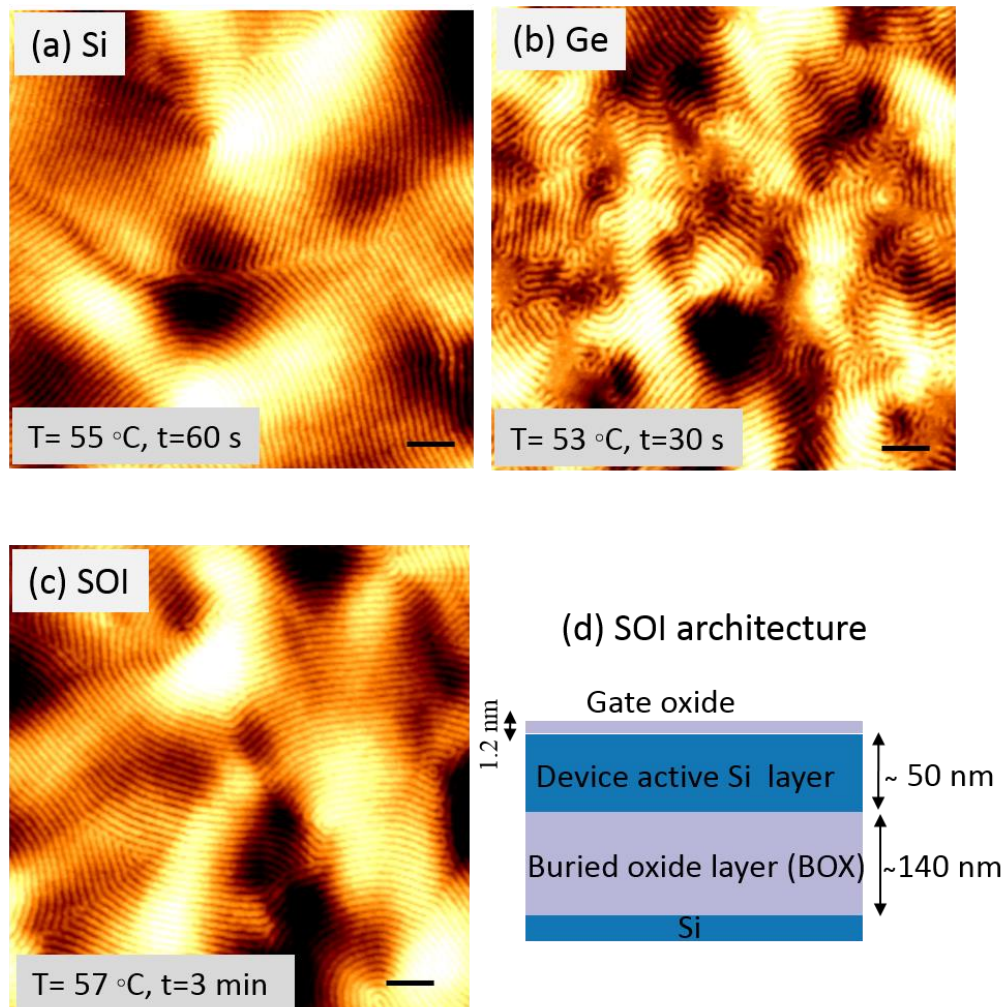 (a) Si
(b) Ge
T= 55 °C, t=60 s
T= 53 °C, t=30 s
(c) SOI
(d) SOI architecture
Gate oxide
1.2 nm
Device active Si layer
~ 50 nm
Buried oxide layer (BOX)
~140 nm
Si
T= 57 °C, t=3 min